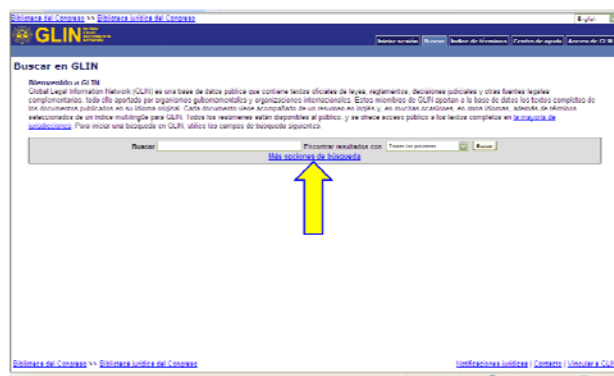 Biblioteca del Congreso >> Biblioteca Jurídica del Congreso English
GLIN
Iniciar sesión Buscar Índice de términos Centro de ayuda Acerca de GLIN
Buscar en GLIN
Bienvenido a GLIN
Global Legal Information Network (GLIN) es una base de datos pública que contiene textos oficiales de leyes, reglamentos, decisiones judiciales y otras fuentes legales
complementarias, todo ello aportado por organismos gubernamentales y organizaciones internacionales. Estos miembros de GLIN aportan a la base de datos los textos completos de
los documentos publicados en su idioma original. Cada documento viene acompañado de un resumen en inglés y, en muchas ocasiones, en otros idiomas, además de términos
seleccionados de un índice multilingüe para GLIN. Todos los resúmenes están disponibles al público, y se ofrece acceso público a los textos completos en la mayoría de
jurisdicciones. Para iniciar una búsqueda en GLIN, utilice los campos de búsqueda siguientes.
Buscar Encontrar resultados con Todas las palabras Buscar
Más opciones de búsqueda
Biblioteca del Congreso >> Biblioteca Jurídica del Congreso Notificaciones jurídicas | Contacto | Vincular a GLIN